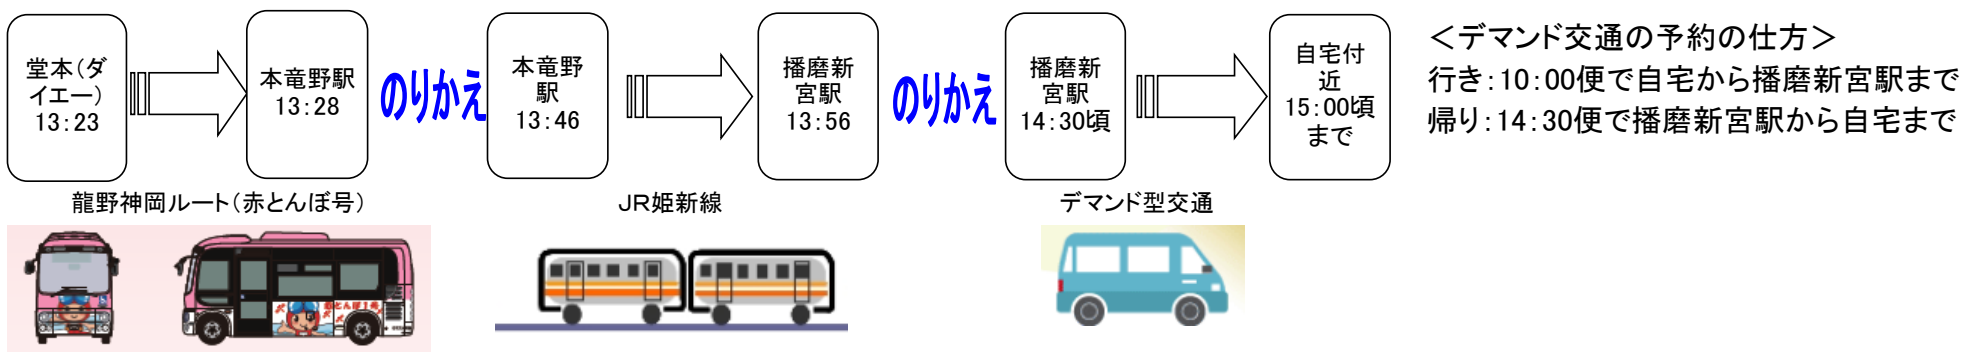 堂本（ダ
イエー）
13：23
本竜野駅
13：28
のりかえ
本竜野
駅
13：46
播磨新
宮駅
13：56
のりかえ
播磨新
宮駅
14：30頃
自宅付
近
15：00頃
まで
＜デマンド交通の予約の仕方＞
行き：10：00便で自宅から播磨新宮駅まで
帰り：14：30便で播磨新宮駅から自宅まで
龍野神岡ルート（赤とんぼ号）
ＪＲ姫新線
デマンド型交通
赤とんぼ1号